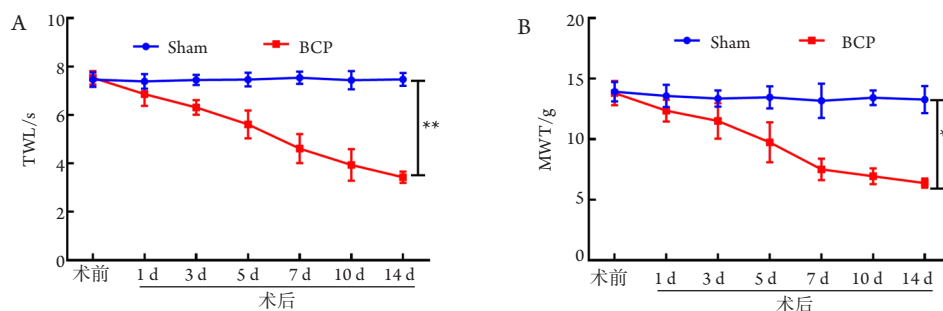 A
10
8
6
4
2
0
TWL/s
Sham
BCP
**
术前
1 d
3 d
5 d
7 d
10 d
14 d
术后
B
20
15
10
5
0
MWT/g
Sham
BCP
*
术前
1 d
3 d
5 d
7 d
10 d
14 d
术后